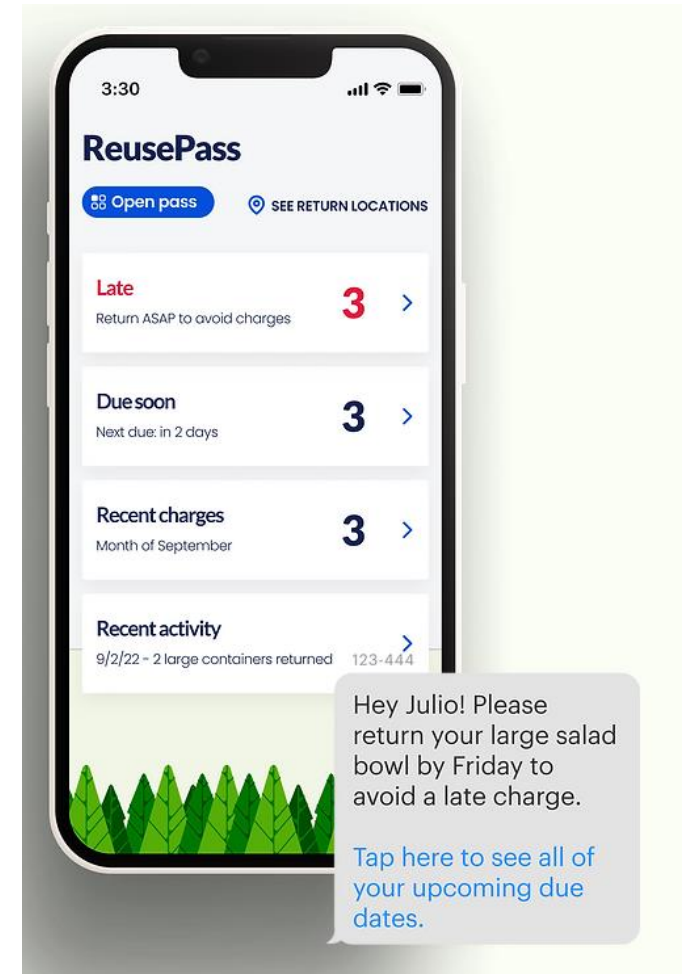 3:30
ReusePass
Open pass
SEE RETURN LOCATIONS
Late
Return ASAP to avoid charges
3
Due soon
Next due: in 2 days
3
Recent charges
Month of September
3
Recent activity
9/2/22 - 2 large containers returned
123-444
Hey Julio! Please
return your large salad
bowl by Friday to
avoid a late charge.
Tap here to see all of
your upcoming due
dates.